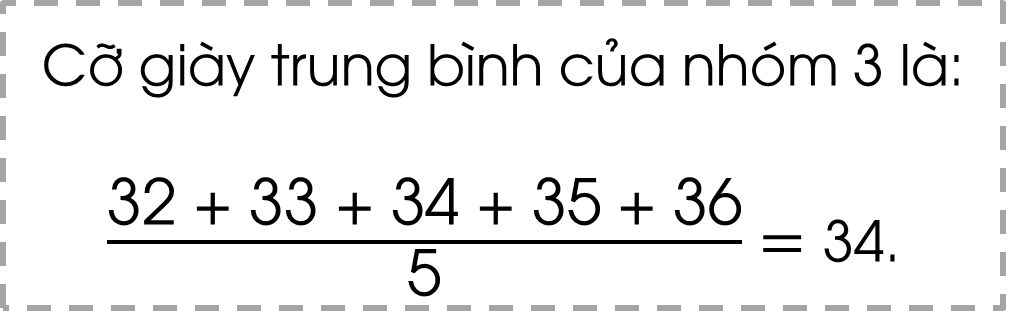 Cỡ giày trung bình của nhóm 3 là:
32 + 33 + 34 + 35 + 36
5
= 34.